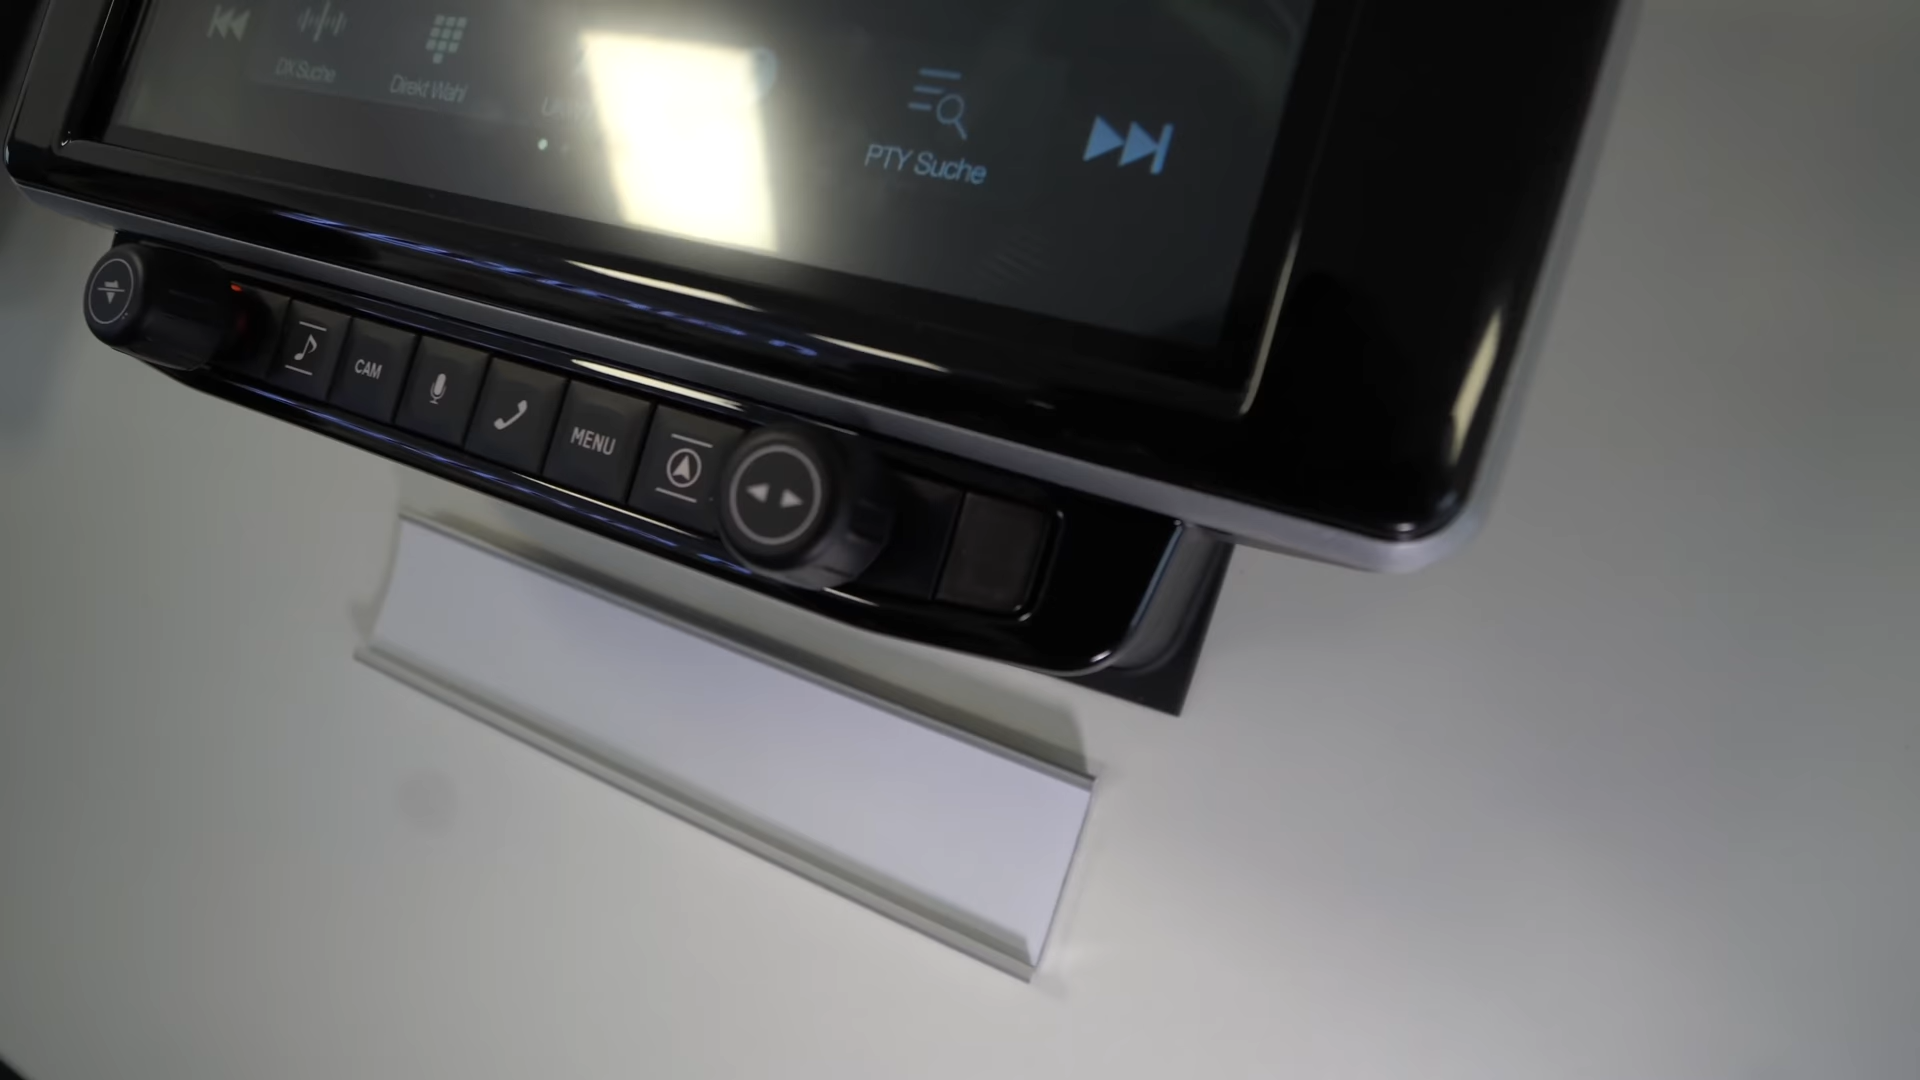 DX Suche
Direkt Wahl
PTY Suche
CAM
MENU